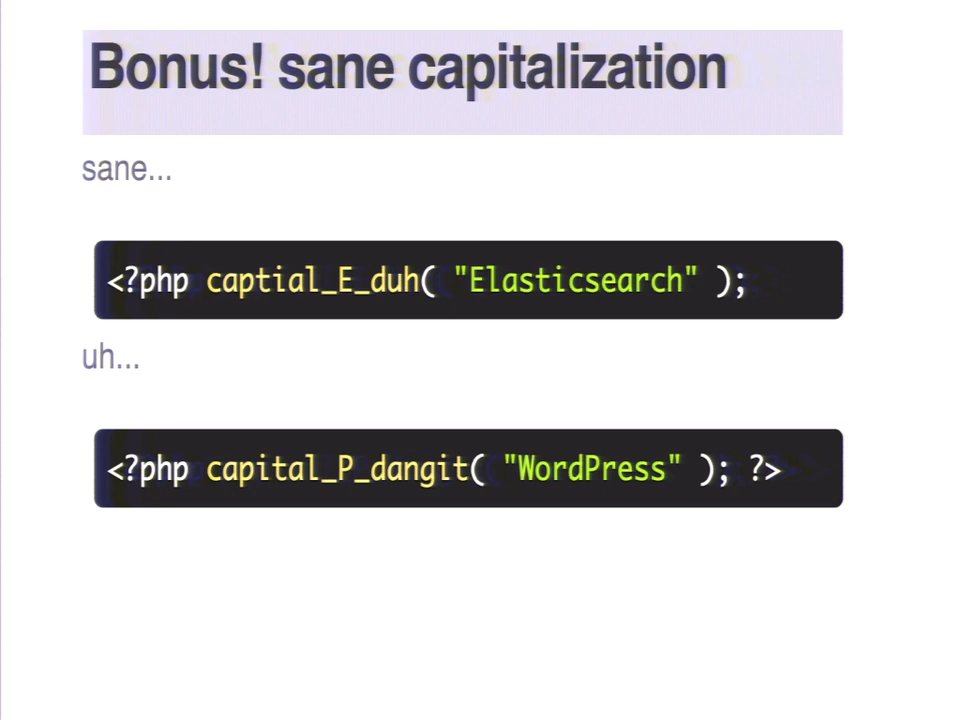 Bonus! sane capitalization
sane...
<?php captial_E_duh( "Elasticsearch" );
uh...
<?php capital_P_dangit( "WordPress" ); ?>